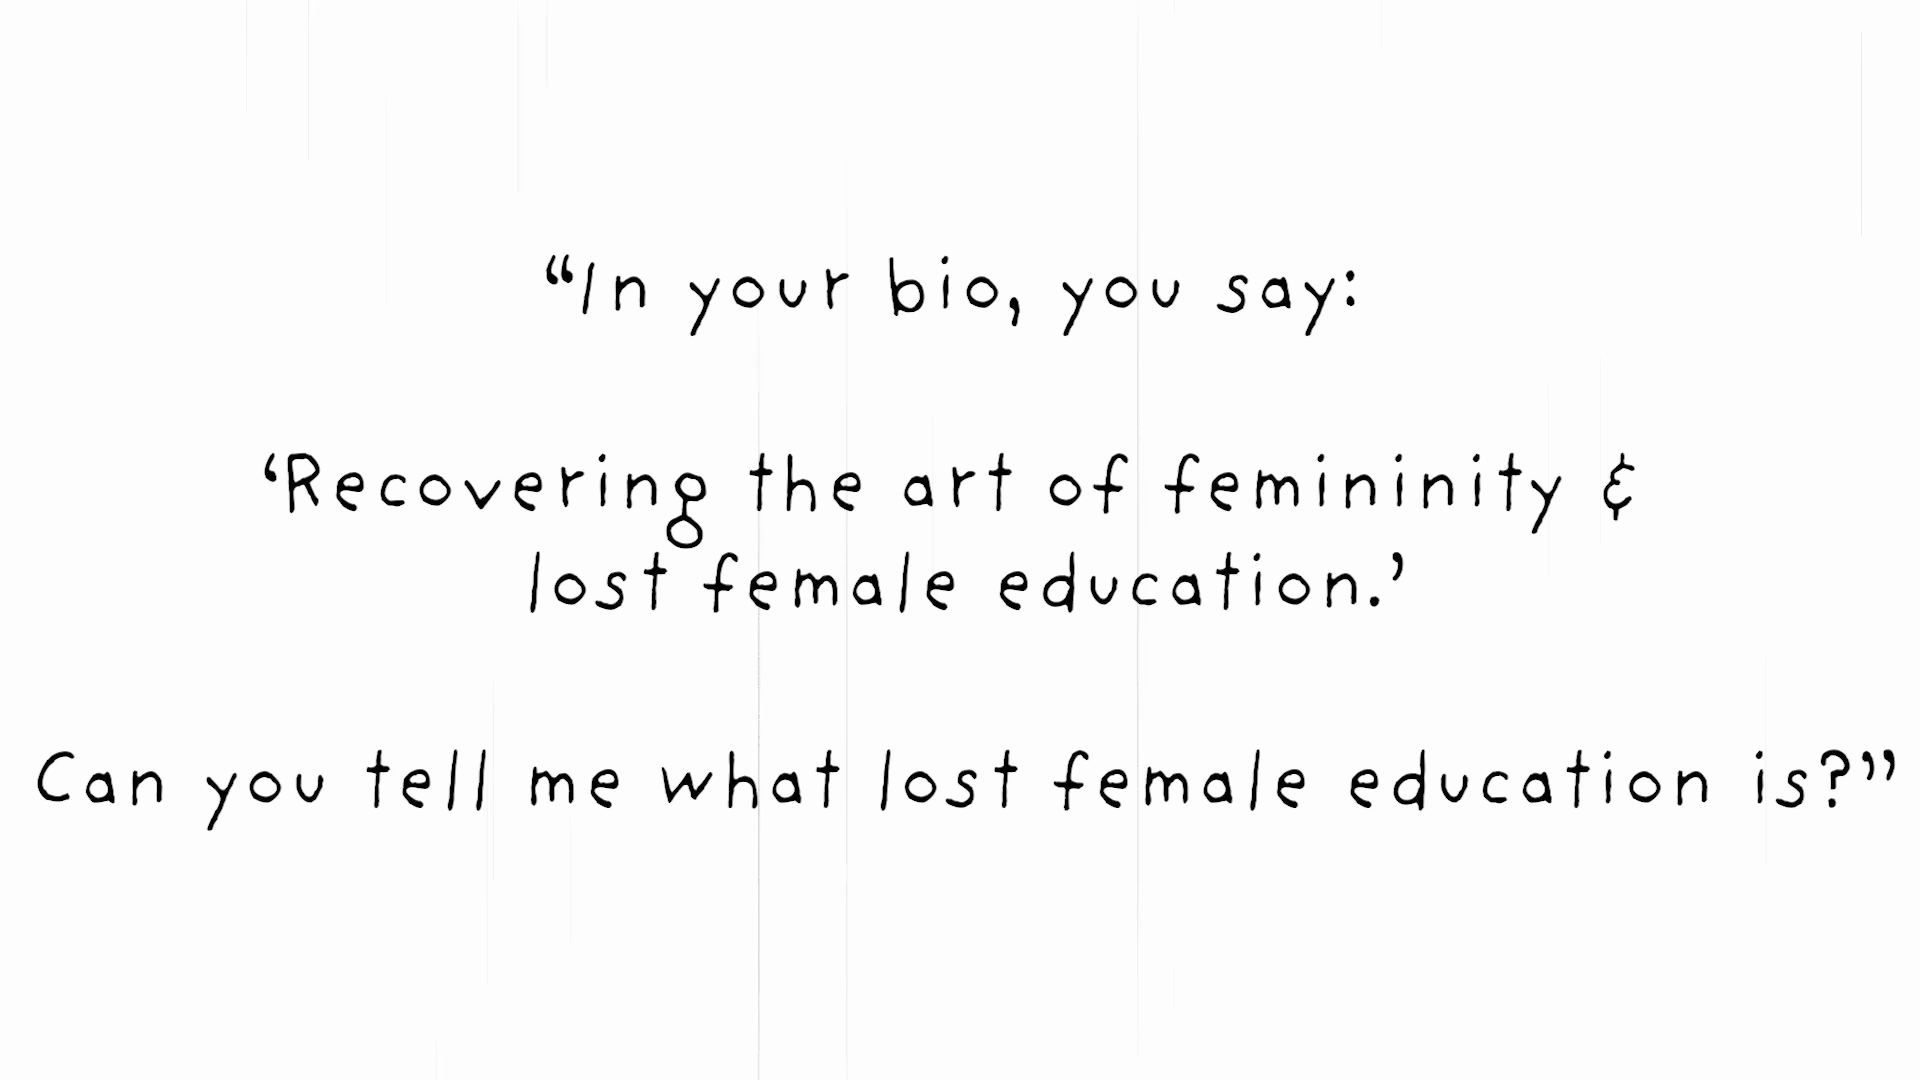 “In your bio, you say:
‘Recovering the art of femininity &
lost female education.’
Can you tell me what lost female education is?”